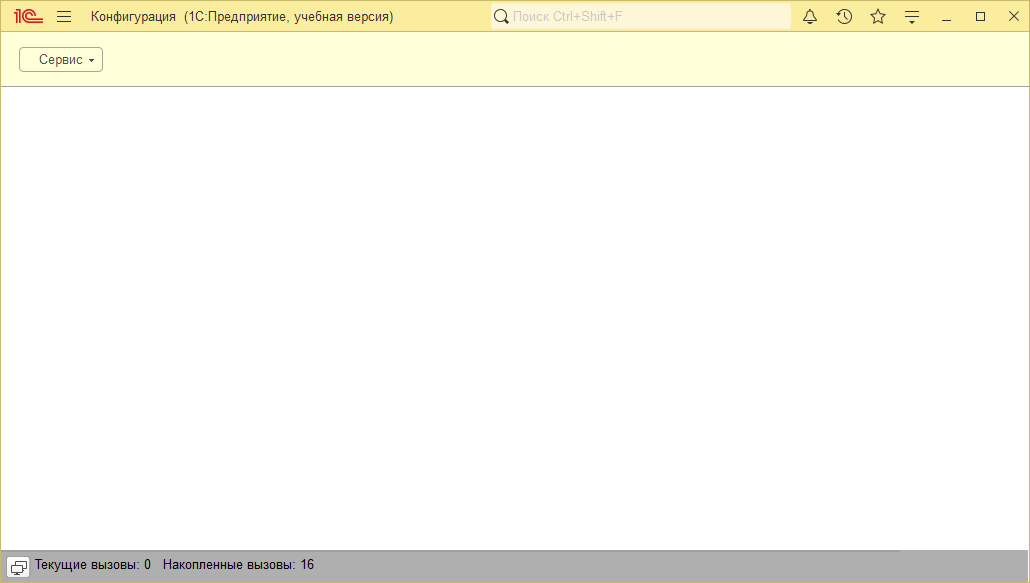 1С Конфигурация (1С:Предприятие, учебная версия) Поиск Ctrl+Shift+F
Сервис
Текущие вызовы: 0 Накопленные вызовы: 16